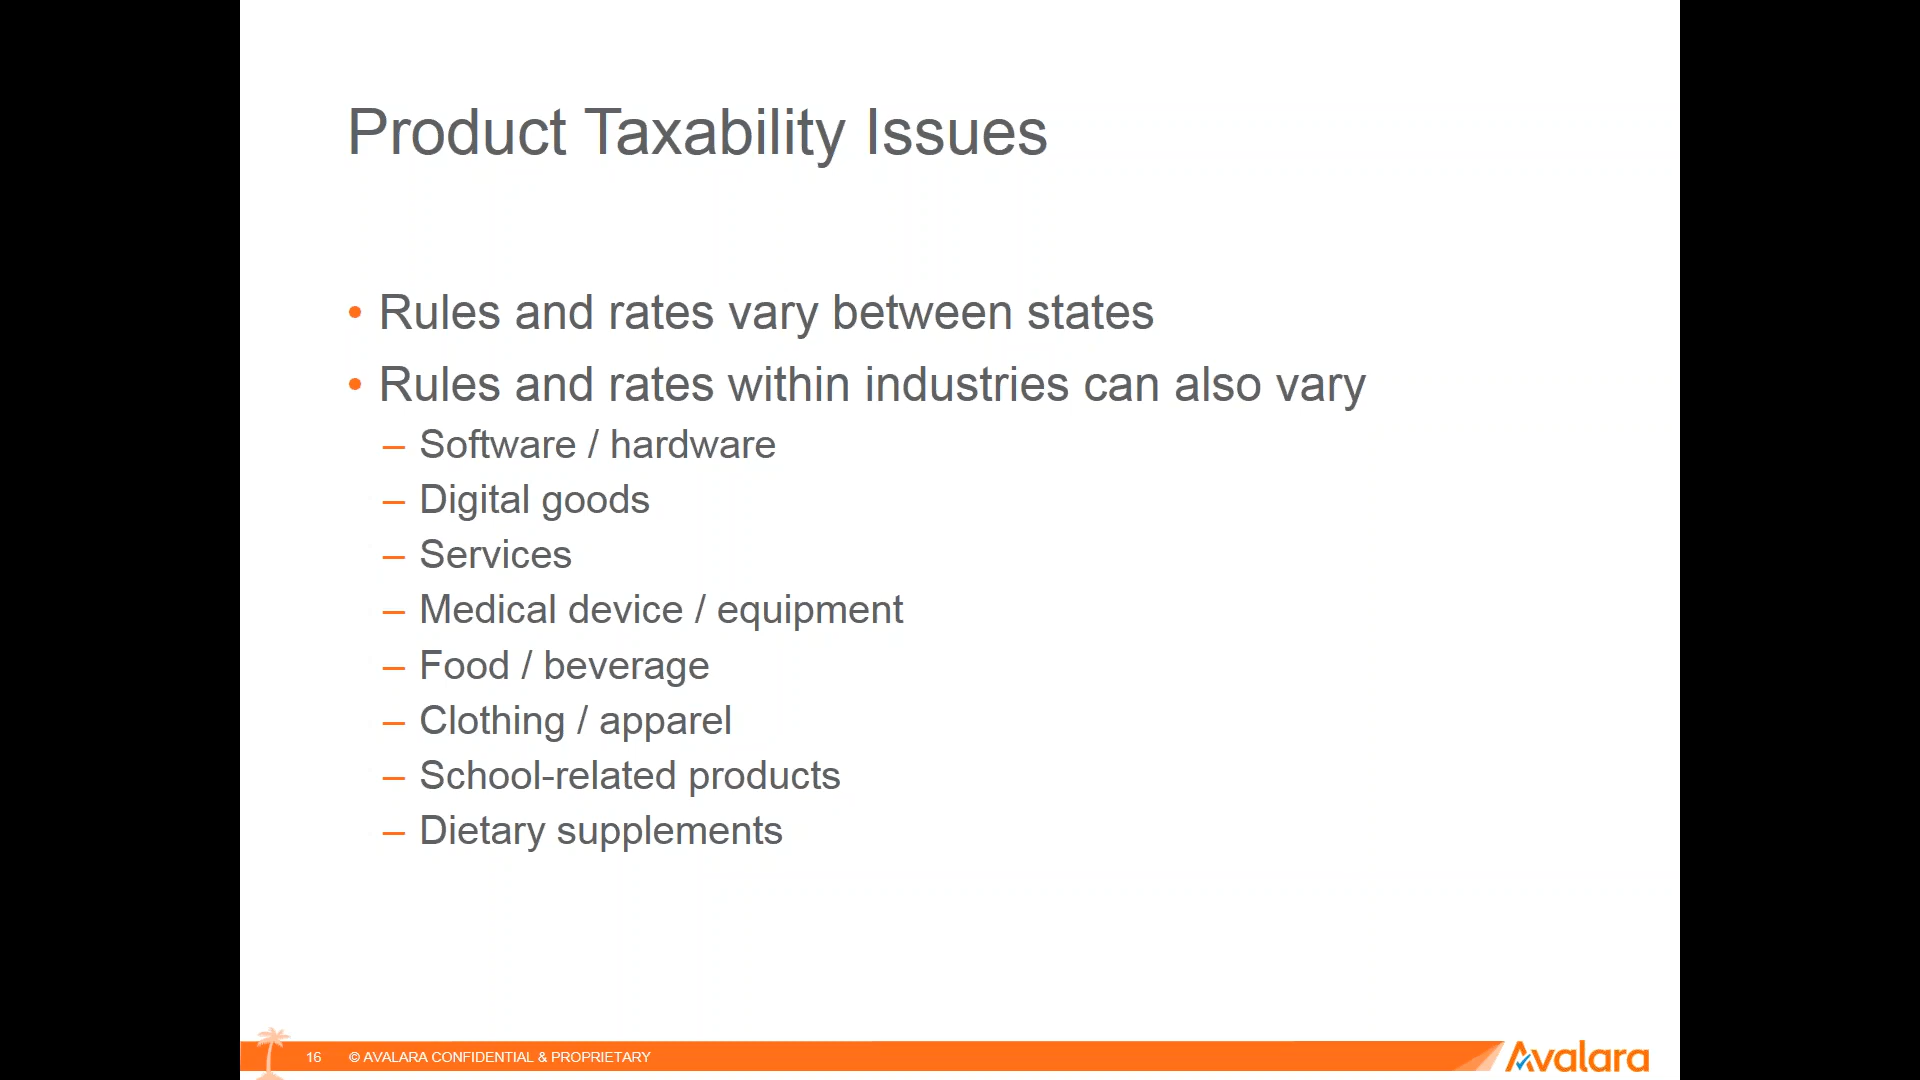 Product Taxability Issues
• Rules and rates vary between states
• Rules and rates within industries can also vary
– Software / hardware
– Digital goods
– Services
– Medical device / equipment
– Food / beverage
– Clothing / apparel
– School-related products
– Dietary supplements
16 © AVALARA CONFIDENTIAL & PROPRIETARY
Avalara